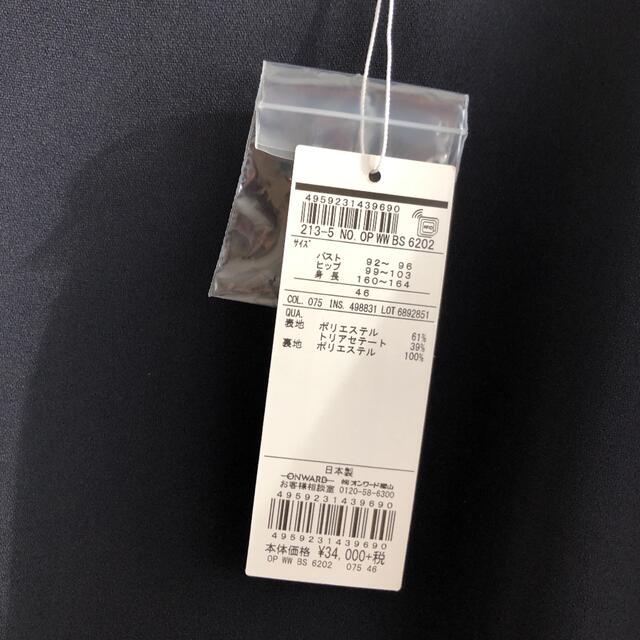 4959231439690
213-5 NO. OP WW BS 6202
RFID
サイズ
バスト 92～ 96
ヒップ 99～103
身長 160～164
46
COL. 075 INS. 498831 LOT 6892851
QUA.
表地 ポリエステル 61%
トリアセテート 39%
裏地 ポリエステル 100%
日本製
ONWARD ㈱オンワード樫山
お客様相談室 0120-58-6300
4959231439690
4959231439690
本体価格 ¥34,000+税
OP WW BS 6202 075 46